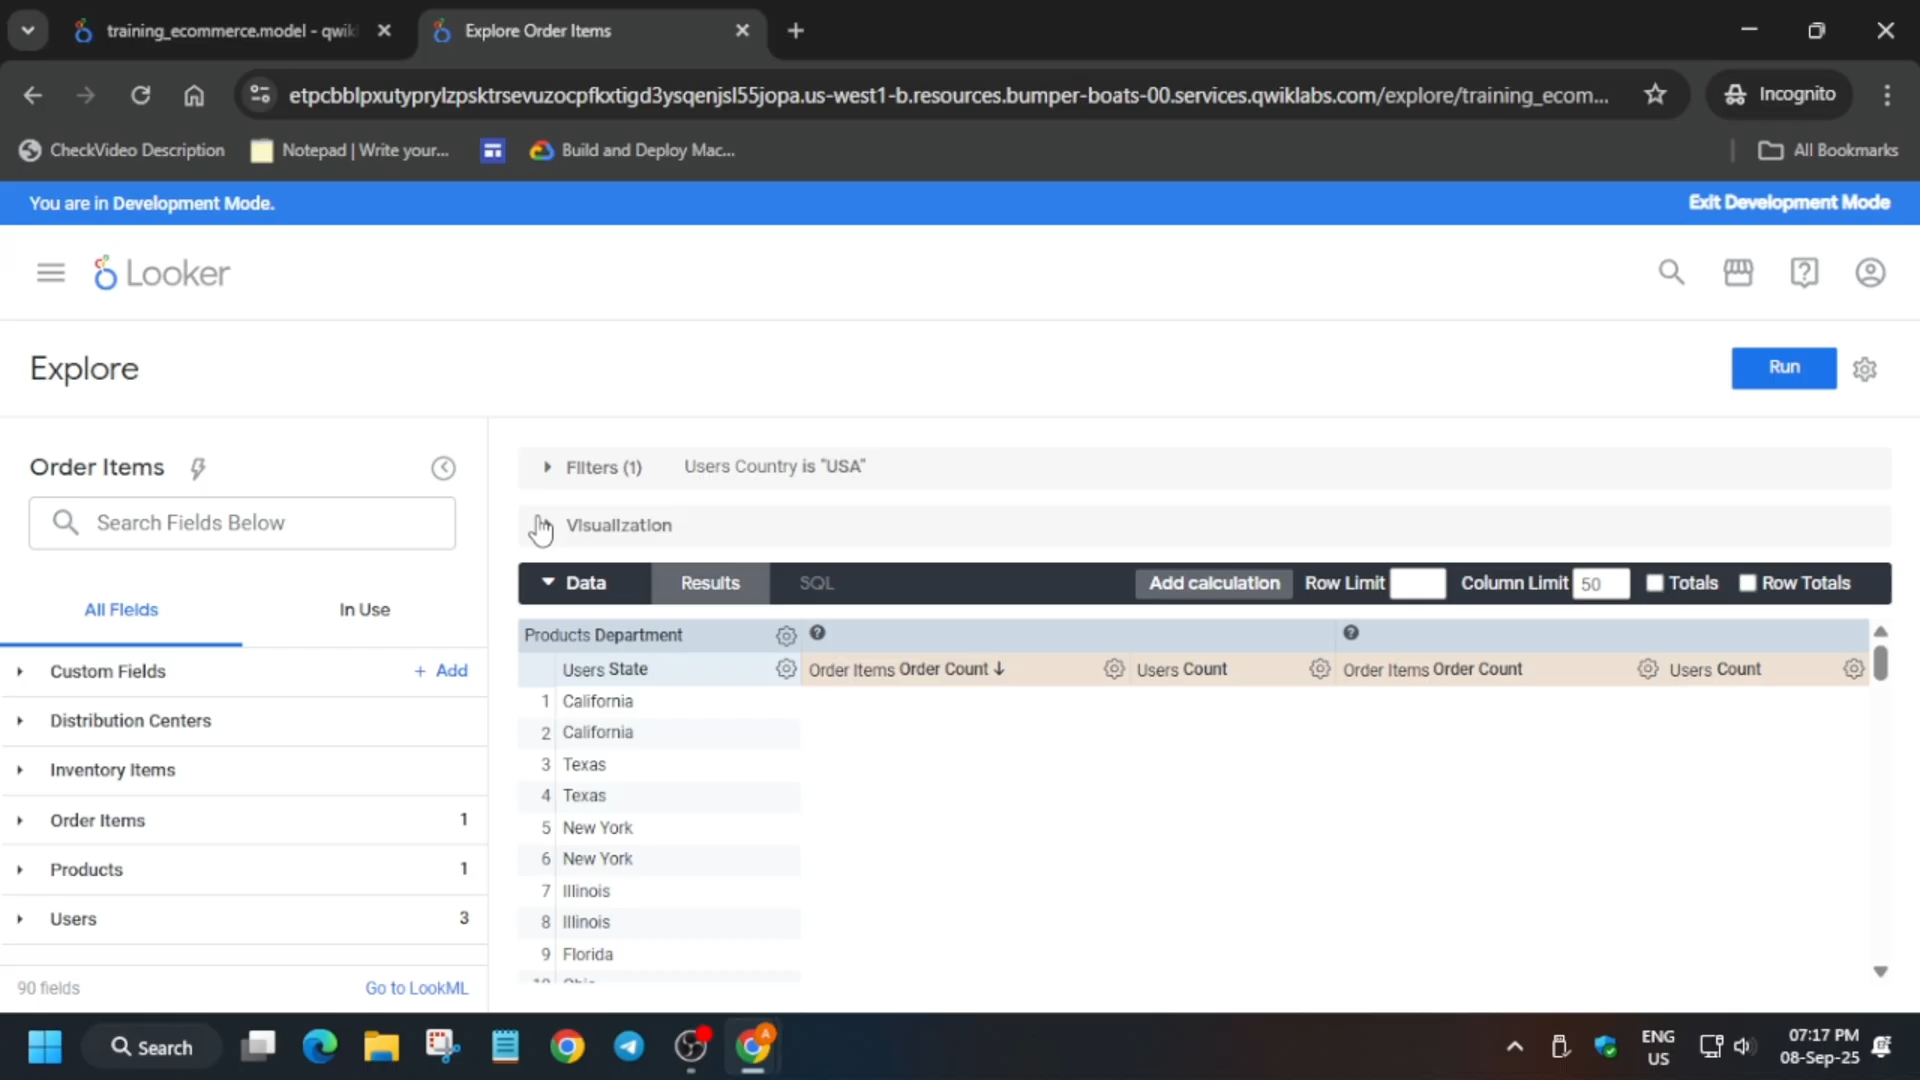 training_ecommerce.model - qwik
Explore Order Items
etpcbblpxutyprylzpsktrsevuzocpfkxtigd3ysqenjsl55jopa.us-west1-b.resources.bumper-boats-00.services.qwiklabs.com/explore/training_ecom...
Incognito
CheckVideo Description
Notepad | Write your...
Build and Deploy Mac...
All Bookmarks
You are in Development Mode.
Exit Development Mode
Looker
Explore
Run
Order Items
Search Fields Below
All Fields
In Use
Custom Fields
+ Add
Distribution Centers
Inventory Items
Order Items 1
Products 1
Users 3
90 fields
Go to LookML
Filters (1)
Users Country is "USA"
Visualization
Data
Results
SQL
Add calculation
Row Limit
Column Limit 50
Totals
Row Totals
Products Department
Users State
Order Items Order Count ↓
Users Count
Order Items Order Count
Users Count
1 California
2 California
3 Texas
4 Texas
5 New York
6 New York
7 Illinois
8 Illinois
9 Florida
10 Ohio
Search
ENG
US
07:17 PM
08-Sep-25